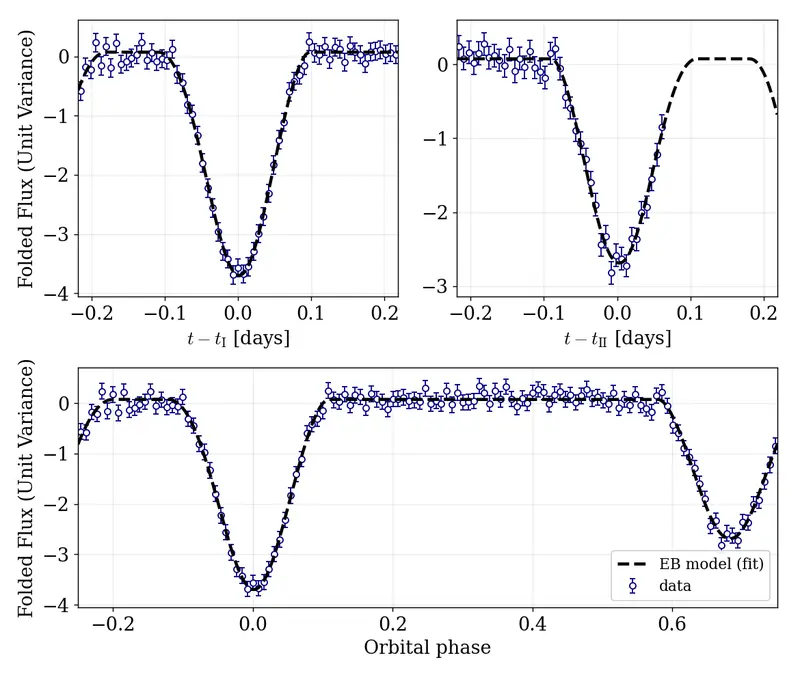 Folded Flux (Unit Variance)
0
−1
−2
−3
−4
−0.2 −0.1 0.0 0.1 0.2
t − tI [days]
0
−1
−2
−3
−0.2 −0.1 0.0 0.1 0.2
t − tII [days]
Folded Flux (Unit Variance)
0
−1
−2
−3
−4
EB model (fit)
data
−0.2 0.0 0.2 0.4 0.6
Orbital phase